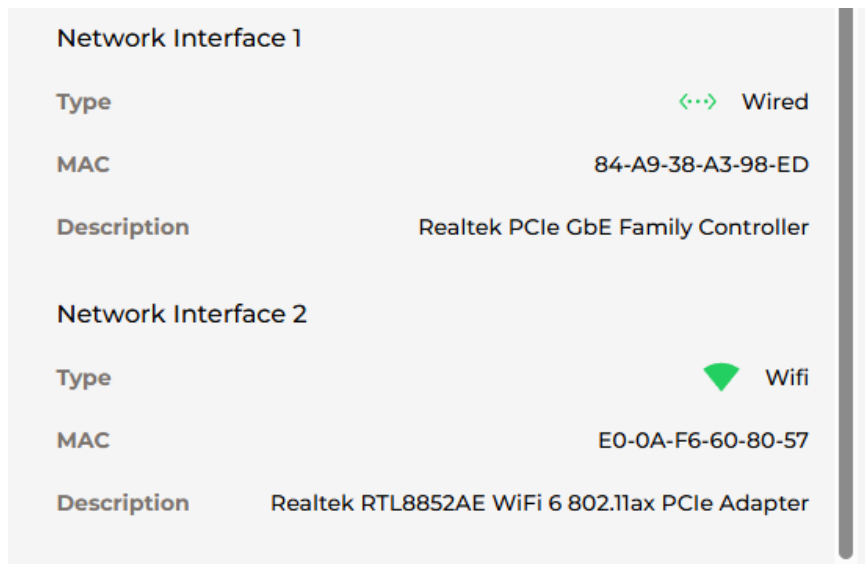 Network Interface 1
Type Wired
MAC 84-A9-38-A3-98-ED
Description Realtek PCIe GbE Family Controller
Network Interface 2
Type Wifi
MAC E0-0A-F6-60-80-57
Description Realtek RTL8852AE WiFi 6 802.11ax PCIe Adapter